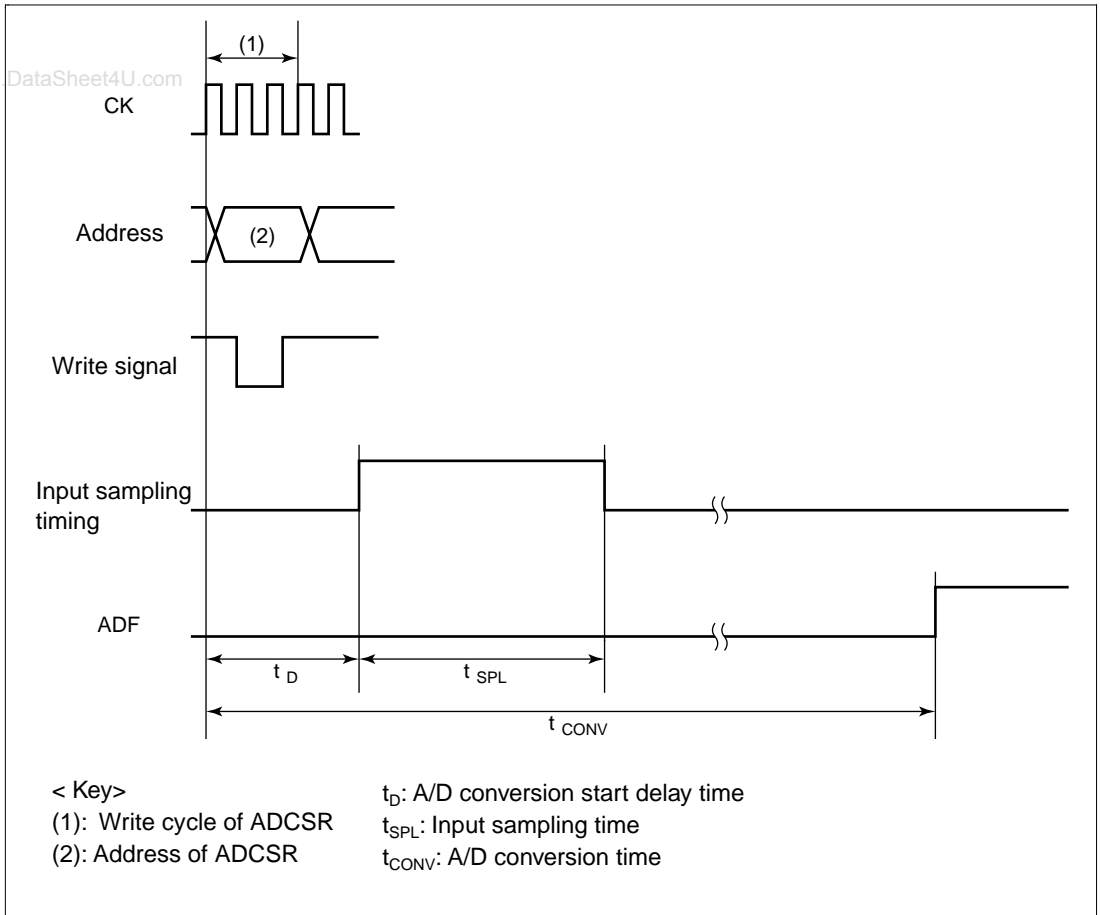 (1)
DataSheet4U.com
CK
Address
(2)
Write signal
Input sampling
timing
ADF
t D
t SPL
t CONV
< Key>
(1): Write cycle of ADCSR
(2): Address of ADCSR
tD: A/D conversion start delay time
tSPL: Input sampling time
tCONV: A/D conversion time